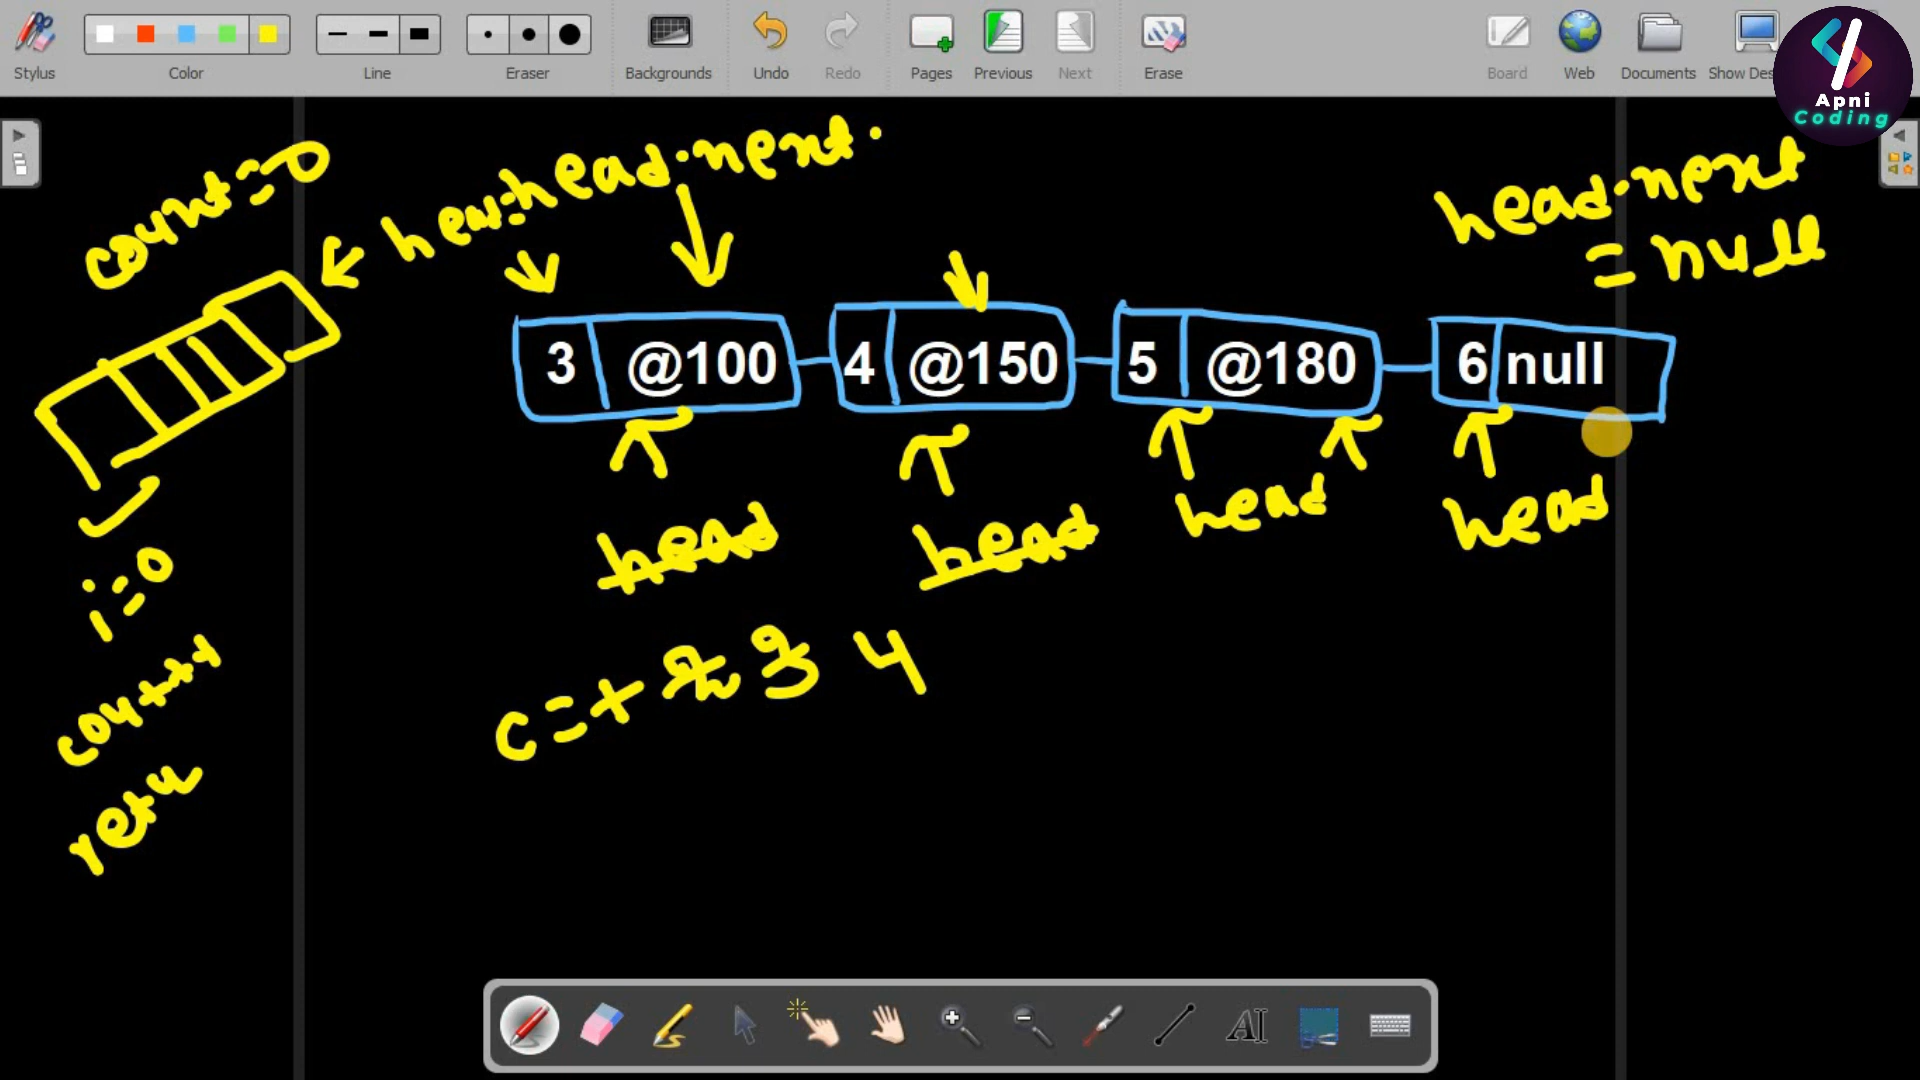 Stylus
Color
Line
Eraser
Backgrounds
Undo
Redo
Pages
Previous
Next
Erase
Board
Web
Documents
Show Des
Apni
Coding
count=0
head=head.next.
head.next
= null
3 @100 4 @150 5 @180 6 null
head head head head
i=0
c= 2 3 4
count++
retu